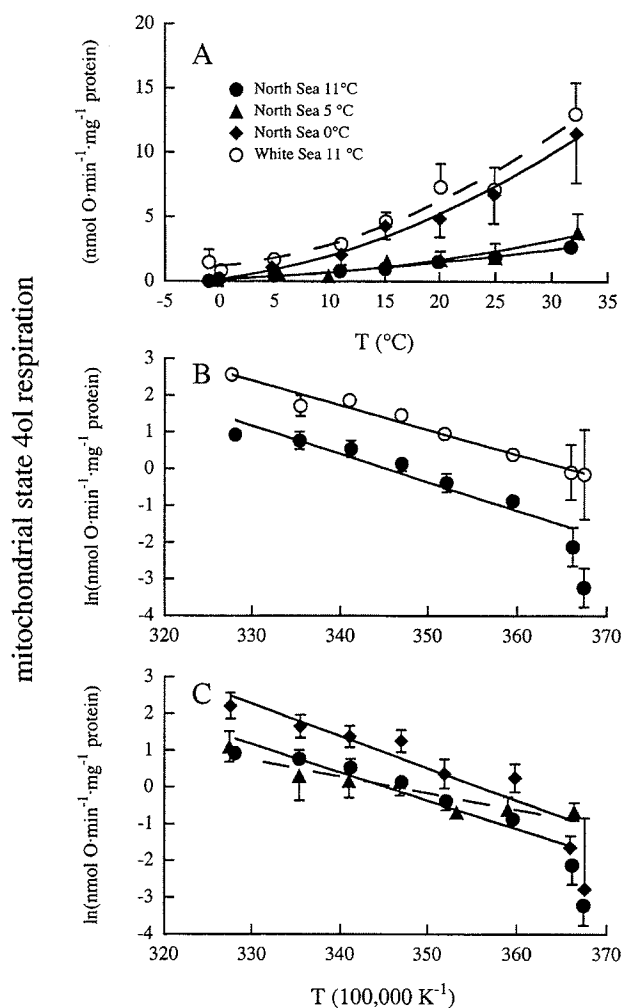 mitochondrial state 4ol respiration
(nmol O·min⁻¹·mg⁻¹ protein)
A
North Sea 11°C
North Sea 5 °C
North Sea 0°C
White Sea 11 °C
20
15
10
5
0
-5 0 5 10 15 20 25 30 35
T (°C)
ln(nmol O·min⁻¹·mg⁻¹ protein)
B
3
2
1
0
-1
-2
-3
-4
320 330 340 350 360 370
ln(nmol O·min⁻¹·mg⁻¹ protein)
C
3
2
1
0
-1
-2
-3
-4
320 330 340 350 360 370
T (100,000 K⁻¹)